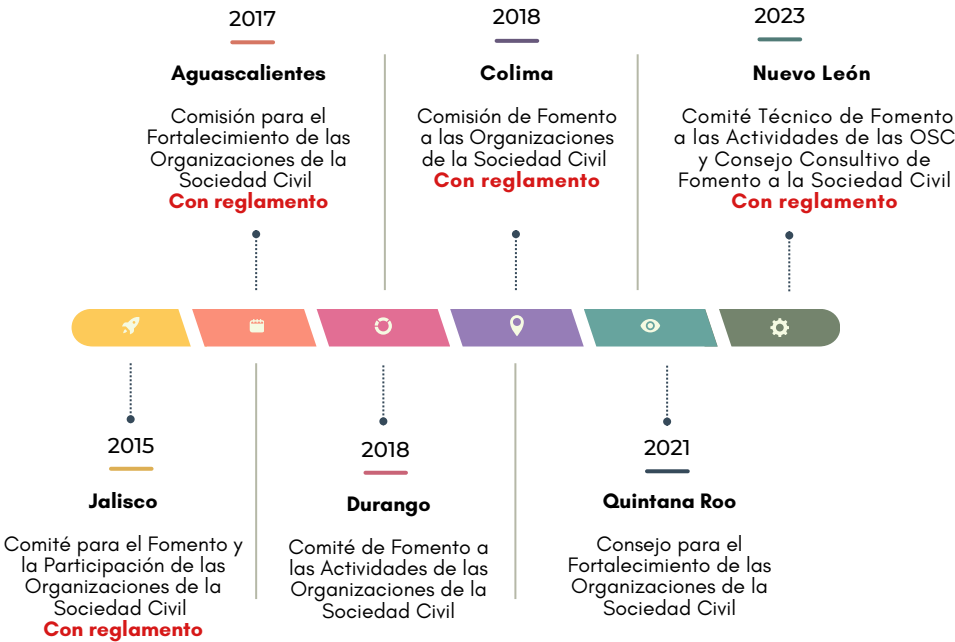 2017
Aguascalientes
Comisión para el
Fortalecimiento de las
Organizaciones de la
Sociedad Civil
Con reglamento
2018
Colima
Comisión de Fomento
a las Organizaciones
de la Sociedad Civil
Con reglamento
2023
Nuevo León
Comité Técnico de Fomento
a las Actividades de las OSC
y Consejo Consultivo de
Fomento a la Sociedad Civil
Con reglamento
2015
Jalisco
Comité para el Fomento y
la Participación de las
Organizaciones de la
Sociedad Civil
Con reglamento
2018
Durango
Comité de Fomento a
las Actividades de las
Organizaciones de la
Sociedad Civil
2021
Quintana Roo
Consejo para el
Fortalecimiento de las
Organizaciones de la
Sociedad Civil